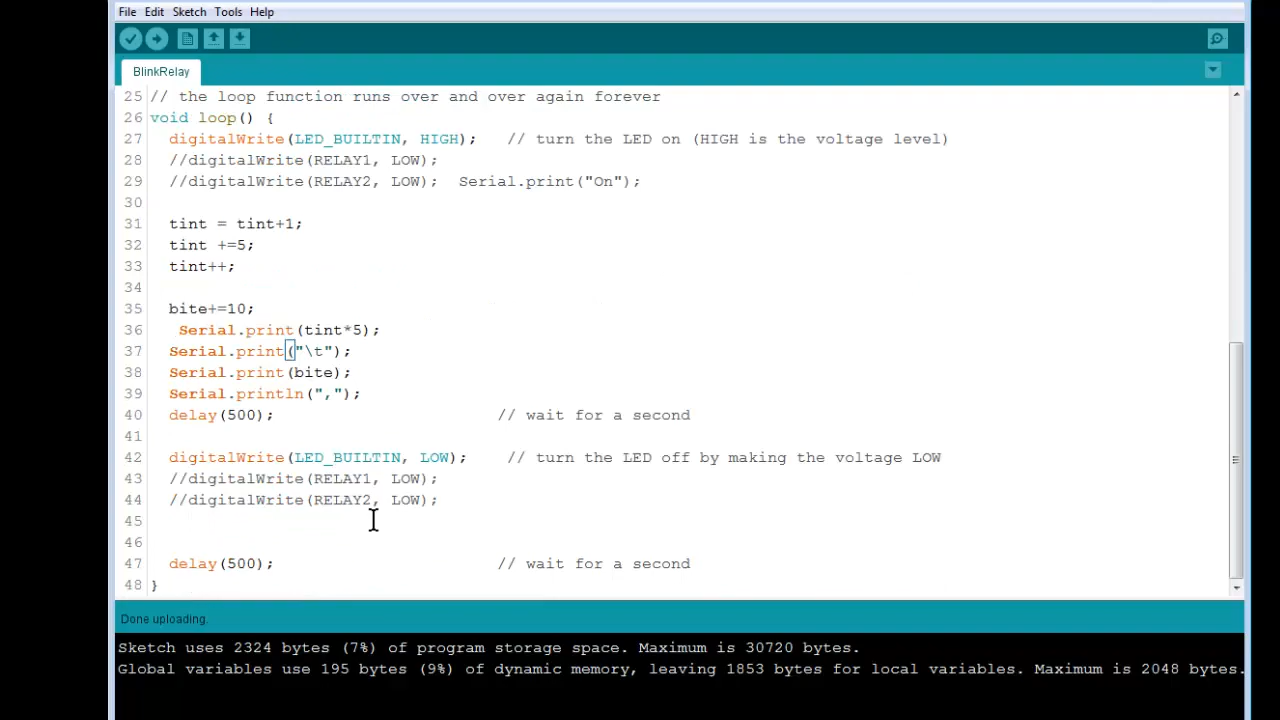 File Edit Sketch Tools Help
BlinkRelay
25 // the loop function runs over and over again forever
26 void loop() {
27 digitalWrite(LED_BUILTIN, HIGH); // turn the LED on (HIGH is the voltage level)
28 //digitalWrite(RELAY1, LOW);
29 //digitalWrite(RELAY2, LOW); Serial.print("On");
30
31 tint = tint+1;
32 tint +=5;
33 tint++;
34
35 bite+=10;
36 Serial.print(tint*5);
37 Serial.print("\t");
38 Serial.print(bite);
39 Serial.println(",");
40 delay(500); // wait for a second
41
42 digitalWrite(LED_BUILTIN, LOW); // turn the LED off by making the voltage LOW
43 //digitalWrite(RELAY1, LOW);
44 //digitalWrite(RELAY2, LOW);
45
46
47 delay(500); // wait for a second
48 }
Done uploading.
Sketch uses 2324 bytes (7%) of program storage space. Maximum is 30720 bytes.
Global variables use 195 bytes (9%) of dynamic memory, leaving 1853 bytes for local variables. Maximum is 2048 bytes.